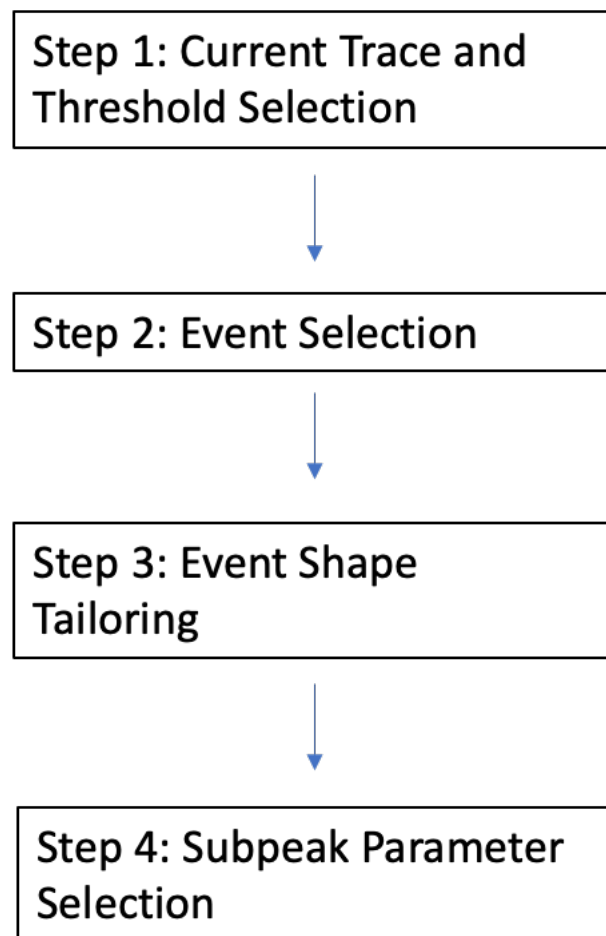 Step 1: Current Trace and
Threshold Selection
Step 2: Event Selection
Step 3: Event Shape
Tailoring
Step 4: Subpeak Parameter
Selection